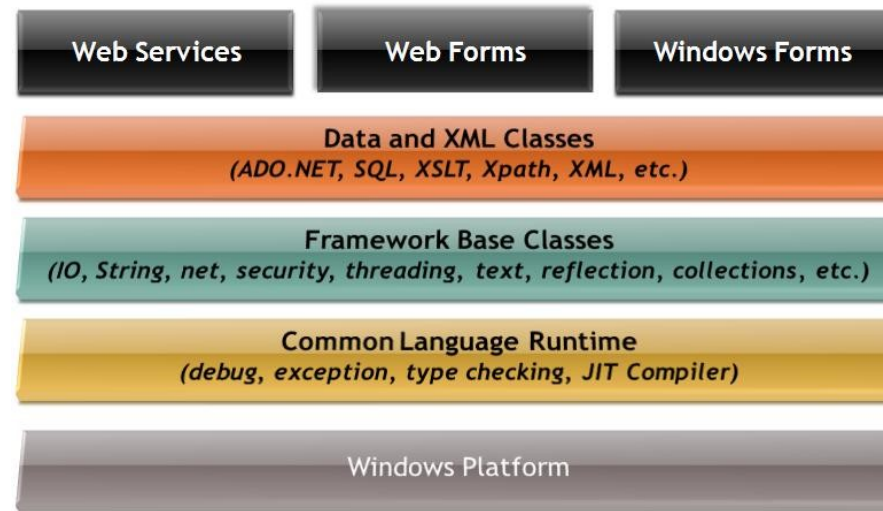 Web Services
Web Forms
Windows Forms
Data and XML Classes
(ADO.NET, SQL, XSLT, Xpath, XML, etc.)
Framework Base Classes
(IO, String, net, security, threading, text, reflection, collections, etc.)
Common Language Runtime
(debug, exception, type checking, JIT Compiler)
Windows Platform